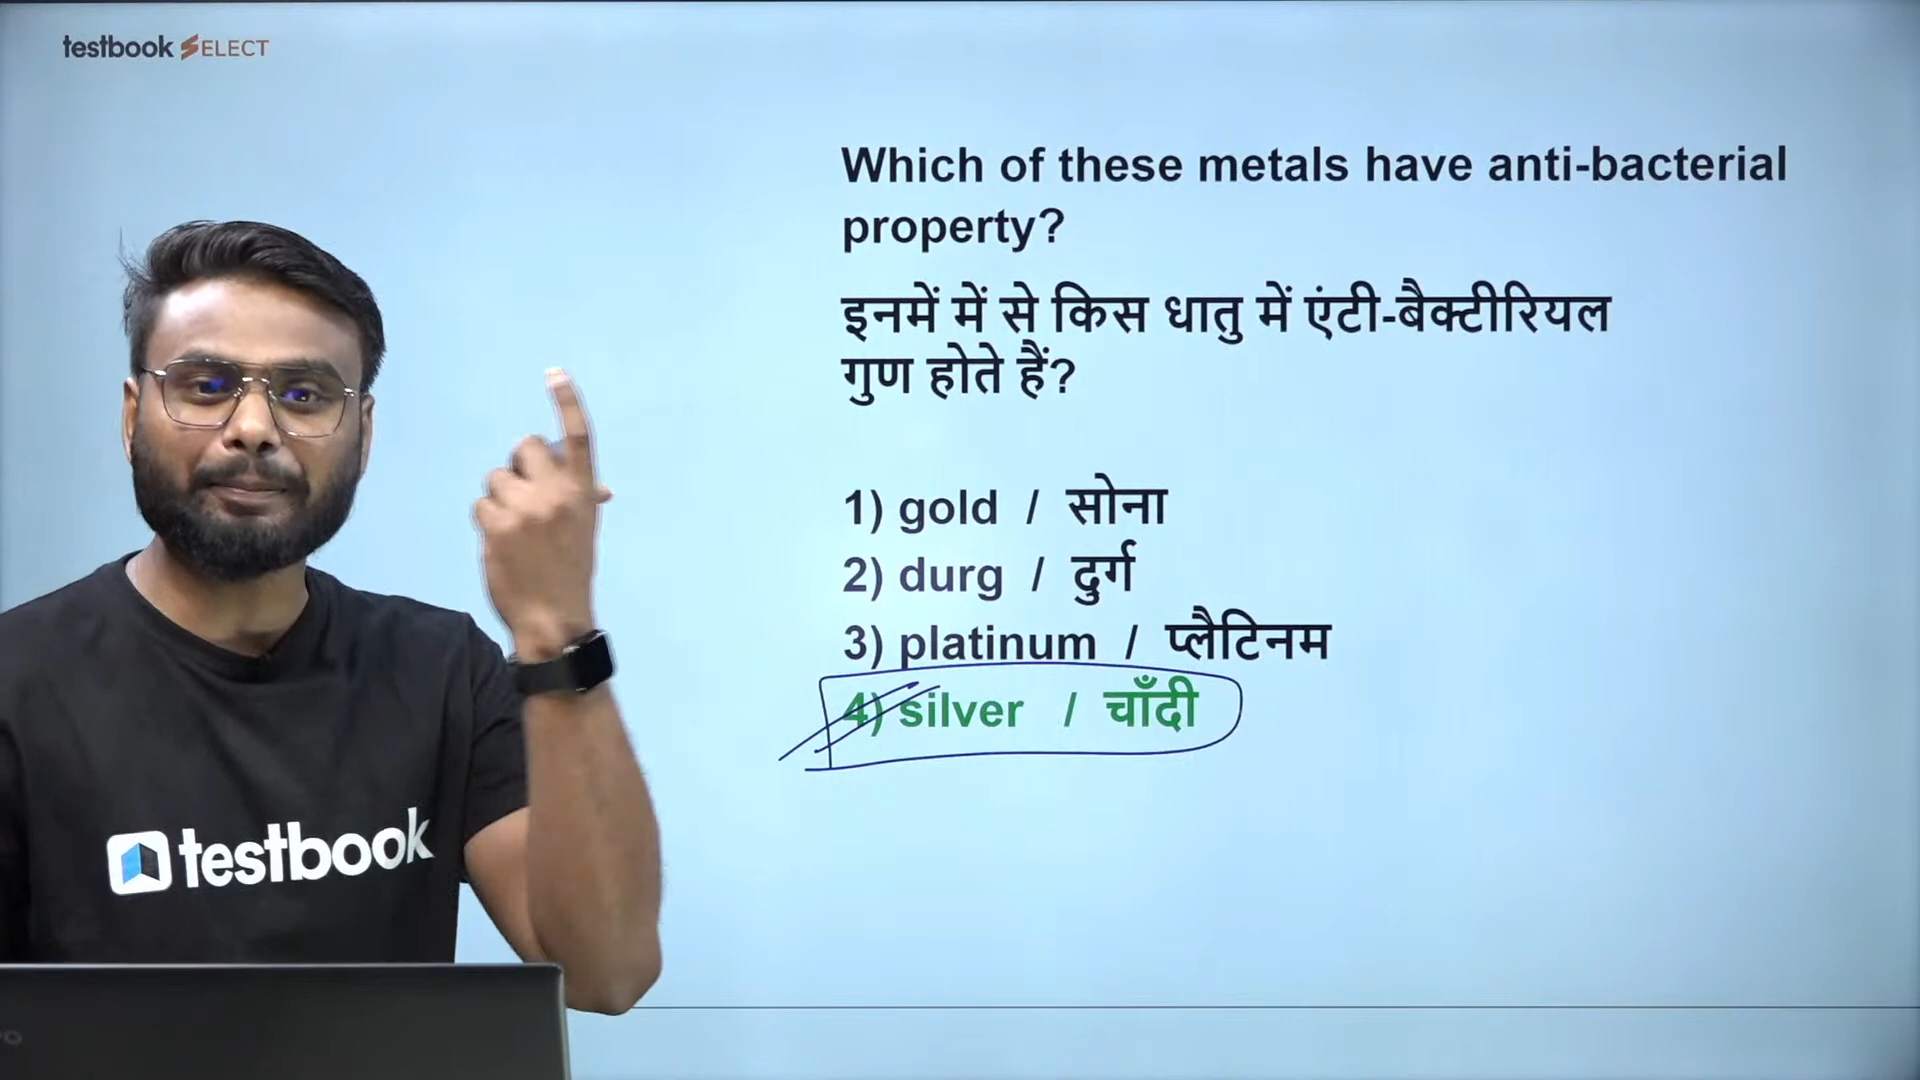 testbook SELECT
Which of these metals have anti-bacterial
property?
इनमें में से किस धातु में एंटी-बैक्टीरियल
गुण होते हैं?
1) gold / सोना
2) durg / दुर्ग
3) platinum / प्लैटिनम
4) silver / चाँदी
testbook